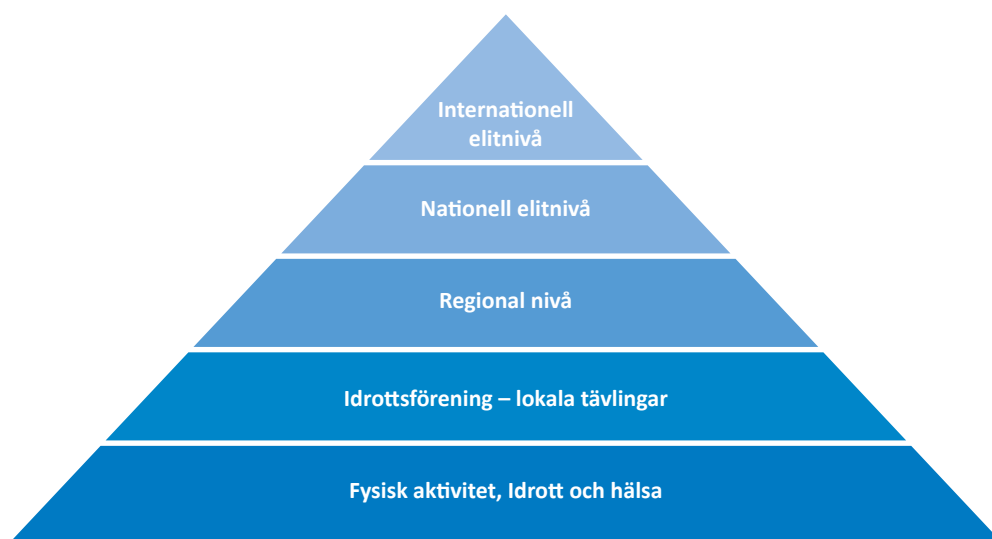 Internationell
elitnivå
Nationell elitnivå
Regional nivå
Idrottsförening – lokala tävlingar
Fysisk aktivitet, Idrott och hälsa